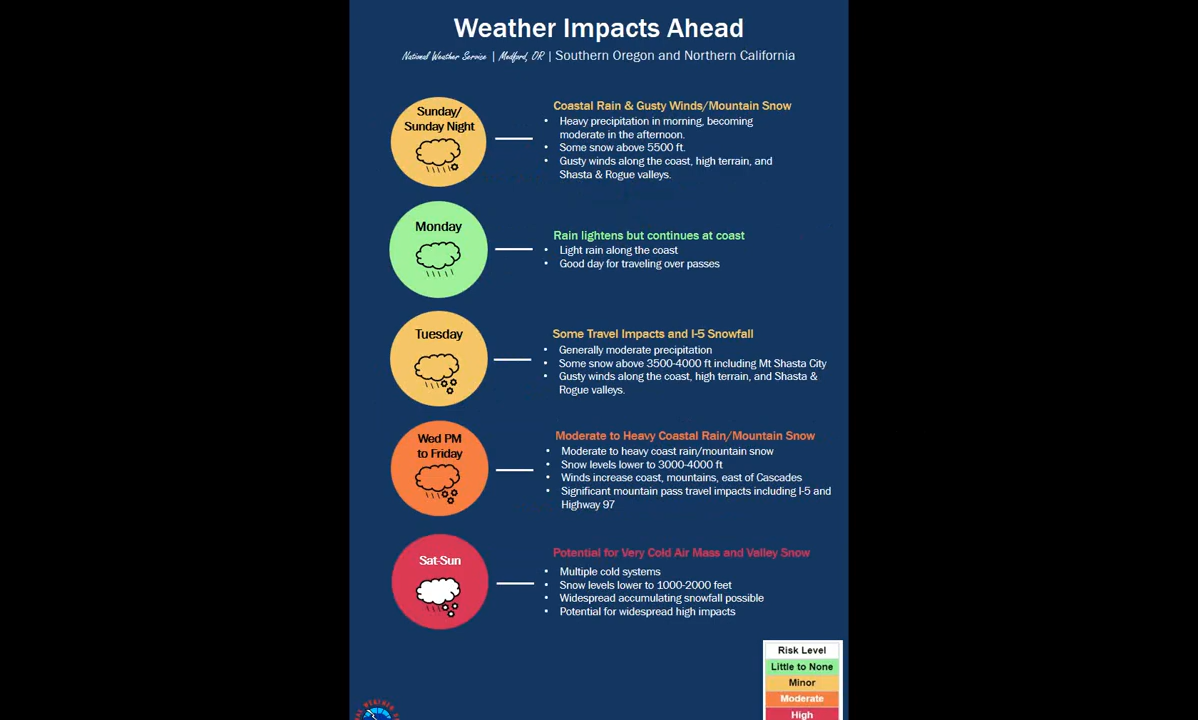 Weather Impacts Ahead
National Weather Service | Medford, OR | Southern Oregon and Northern California
Sunday/
Sunday Night
Coastal Rain & Gusty Winds/Mountain Snow
• Heavy precipitation in morning, becoming
moderate in the afternoon.
• Some snow above 5500 ft.
• Gusty winds along the coast, high terrain, and
Shasta & Rogue valleys.
Monday
Rain lightens but continues at coast
• Light rain along the coast
• Good day for traveling over passes
Tuesday
Some Travel Impacts and I-5 Snowfall
• Generally moderate precipitation
• Some snow above 3500-4000 ft including Mt Shasta City
• Gusty winds along the coast, high terrain, and Shasta &
Rogue valleys.
Wed PM
to Friday
Moderate to Heavy Coastal Rain/Mountain Snow
• Moderate to heavy coast rain/mountain snow
• Snow levels lower to 3000-4000 ft
• Winds increase coast, mountains, east of Cascades
• Significant mountain pass travel impacts including I-5 and
Highway 97
Sat-Sun
Potential for Very Cold Air Mass and Valley Snow
• Multiple cold systems
• Snow levels lower to 1000-2000 feet
• Widespread accumulating snowfall possible
• Potential for widespread high impacts
Risk Level
Little to None
Minor
Moderate
High